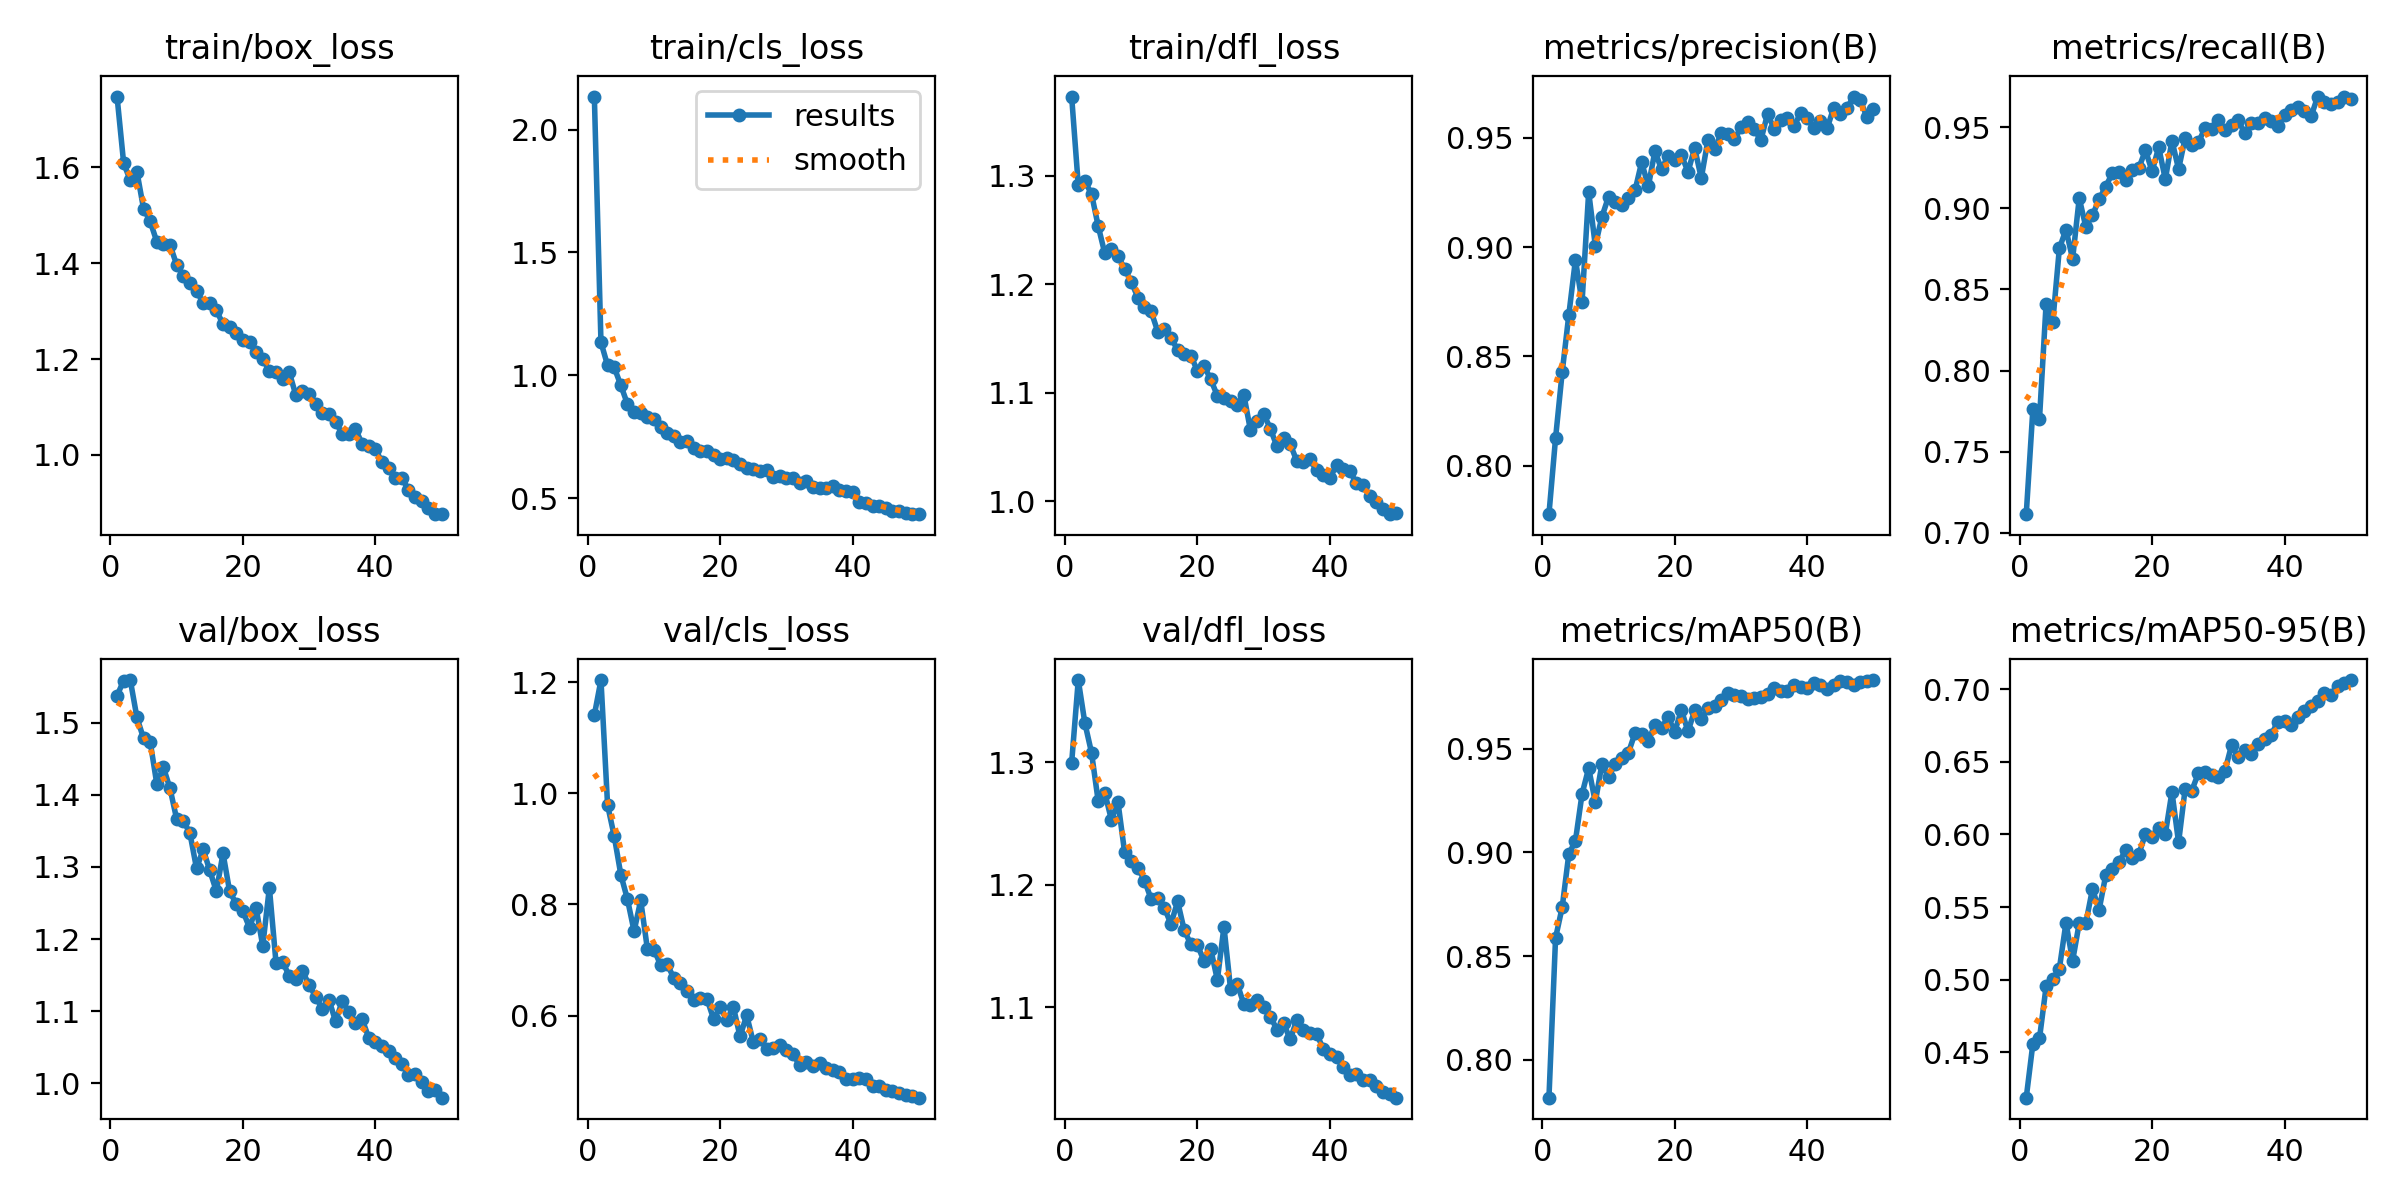 train/box_loss
1.6
1.4
1.2
1.0
0 20 40
train/cls_loss
results
smooth
2.0
1.5
1.0
0.5
0 20 40
train/dfl_loss
1.3
1.2
1.1
1.0
0 20 40
metrics/precision(B)
0.95
0.90
0.85
0.80
0 20 40
metrics/recall(B)
0.95
0.90
0.85
0.80
0.75
0.70
0 20 40
val/box_loss
1.5
1.4
1.3
1.2
1.1
1.0
0 20 40
val/cls_loss
1.2
1.0
0.8
0.6
0 20 40
val/dfl_loss
1.3
1.2
1.1
0 20 40
metrics/mAP50(B)
0.95
0.90
0.85
0.80
0 20 40
metrics/mAP50-95(B)
0.70
0.65
0.60
0.55
0.50
0.45
0 20 40